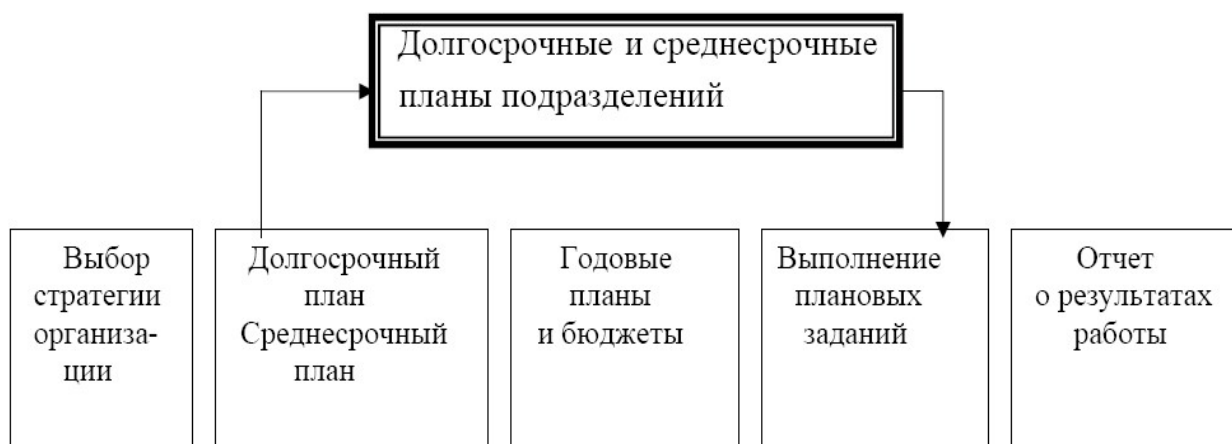 Долгосрочные и среднесрочные
планы подразделений
Выбор
стратегии
организа-
ции
Долгосрочный
план
Среднесрочный
план
Годовые
планы
и бюджеты
Выполнение
плановых
заданий
Отчет
о результатах
работы